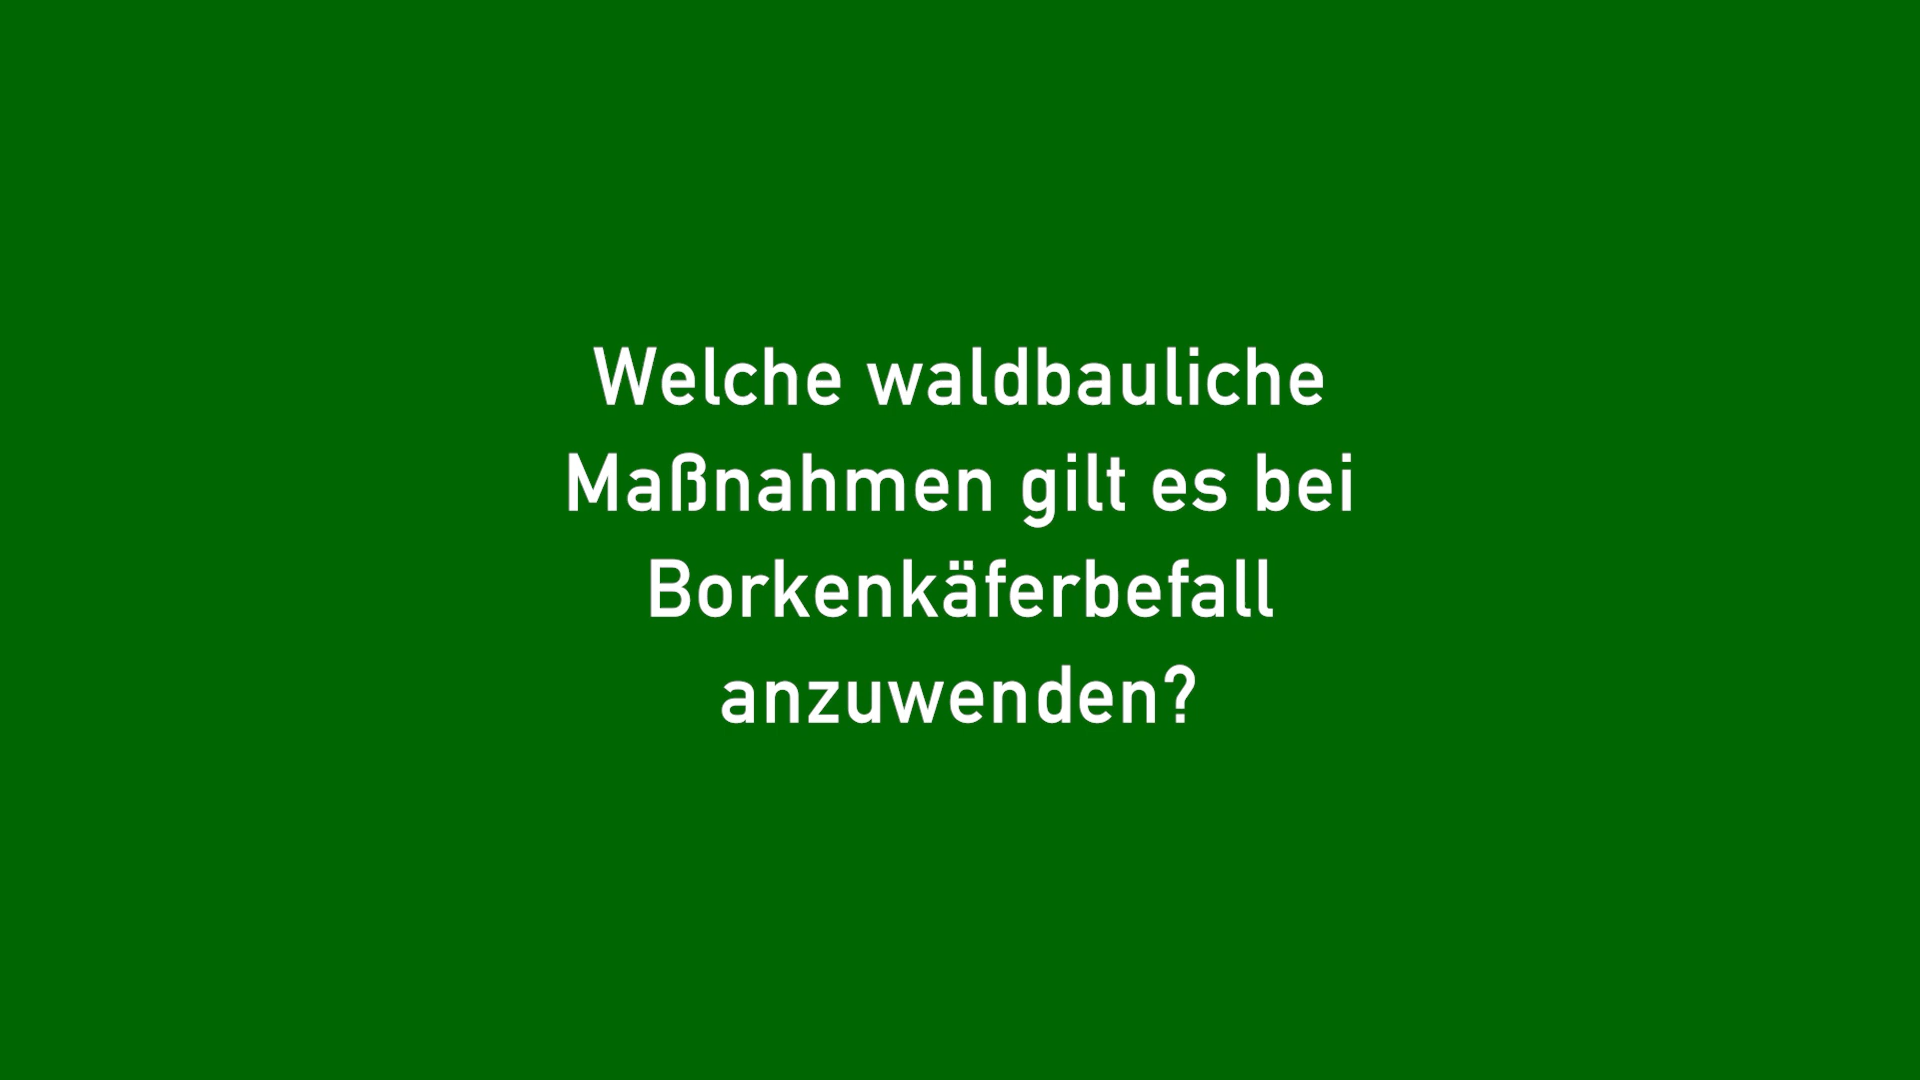 Welche waldbauliche
Maßnahmen gilt es bei
Borkenkäferbefall
anzuwenden?